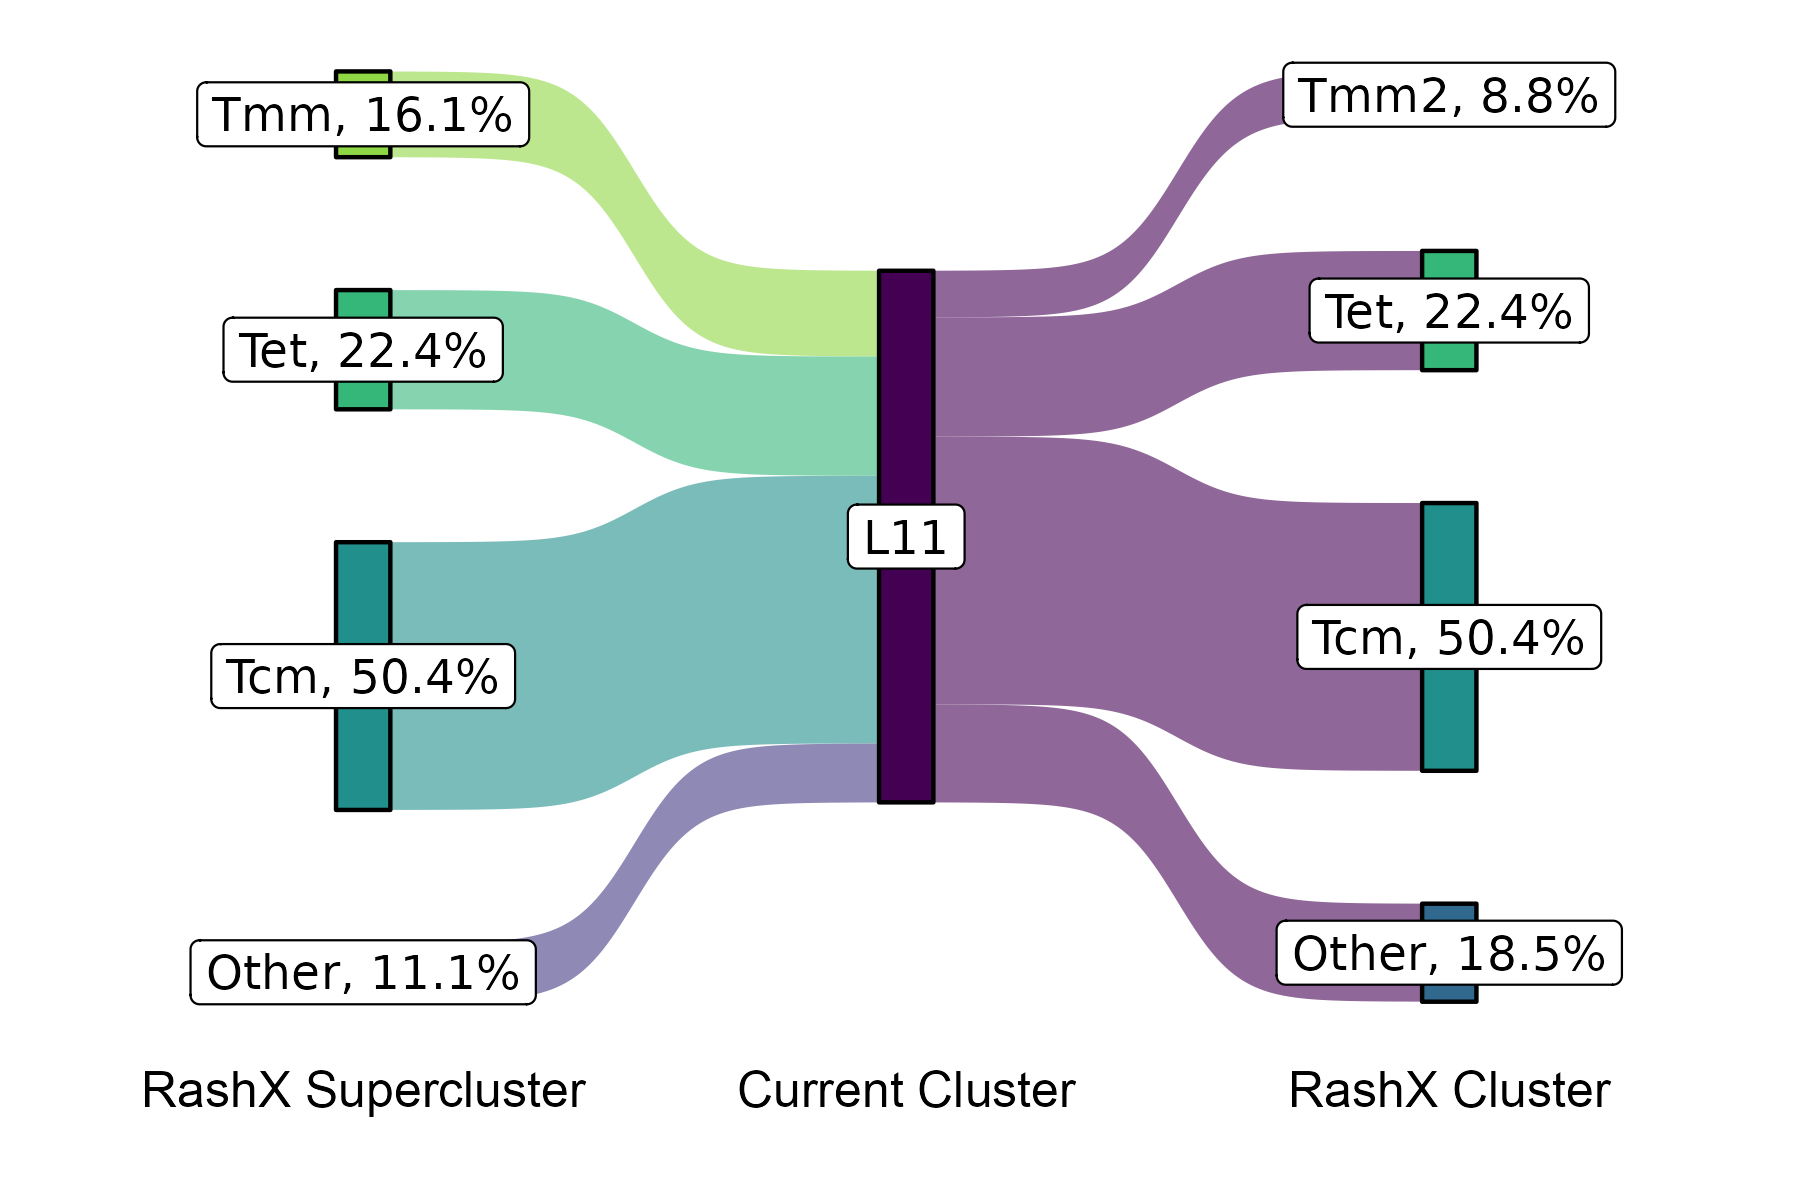 Tmm, 16.1%
Tet, 22.4%
Tcm, 50.4%
Other, 11.1%
L11
Tmm2, 8.8%
Tet, 22.4%
Tcm, 50.4%
Other, 18.5%
RashX Supercluster
Current Cluster
RashX Cluster